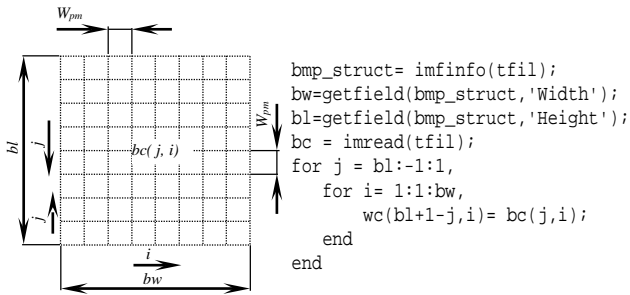 W_pm
bl
j
j
bc( j, i)
W_pm
i
bw
bmp_struct= imfinfo(tfil);
bw=getfield(bmp_struct,'Width');
bl=getfield(bmp_struct,'Height');
bc = imread(tfil);
for j = bl:-1:1,
for i= 1:1:bw,
wc(bl+1-j,i)= bc(j,i);
end
end